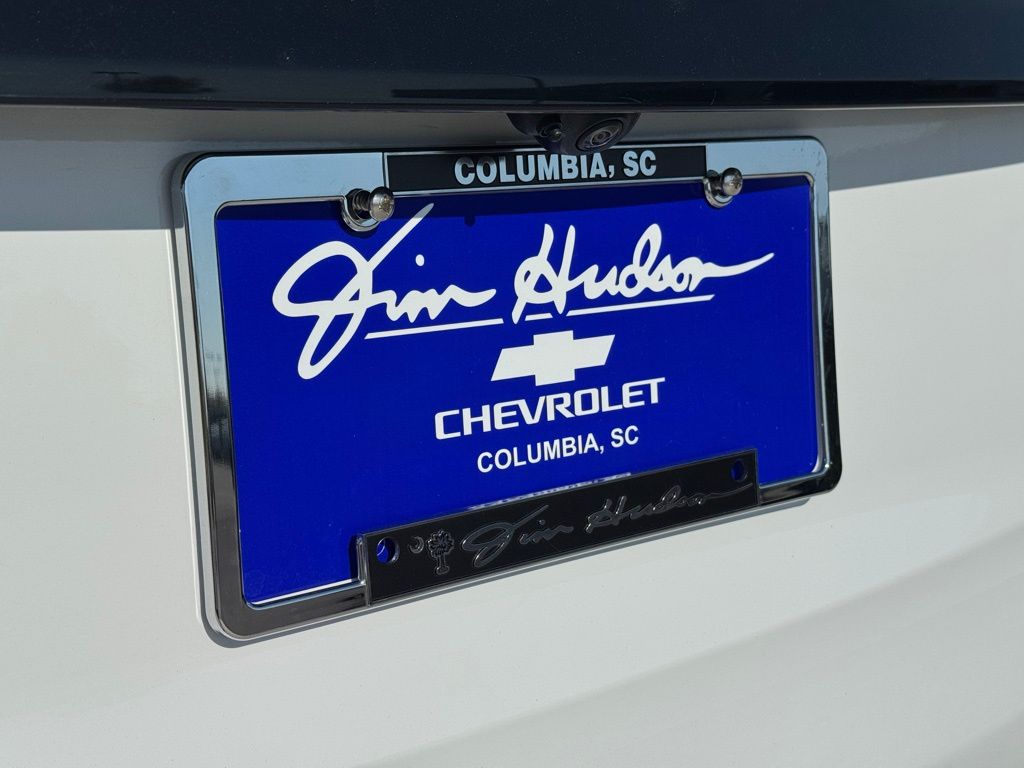 COLUMBIA, SC
Jim Hudson
CHEVROLET
COLUMBIA, SC
Jim Hudson